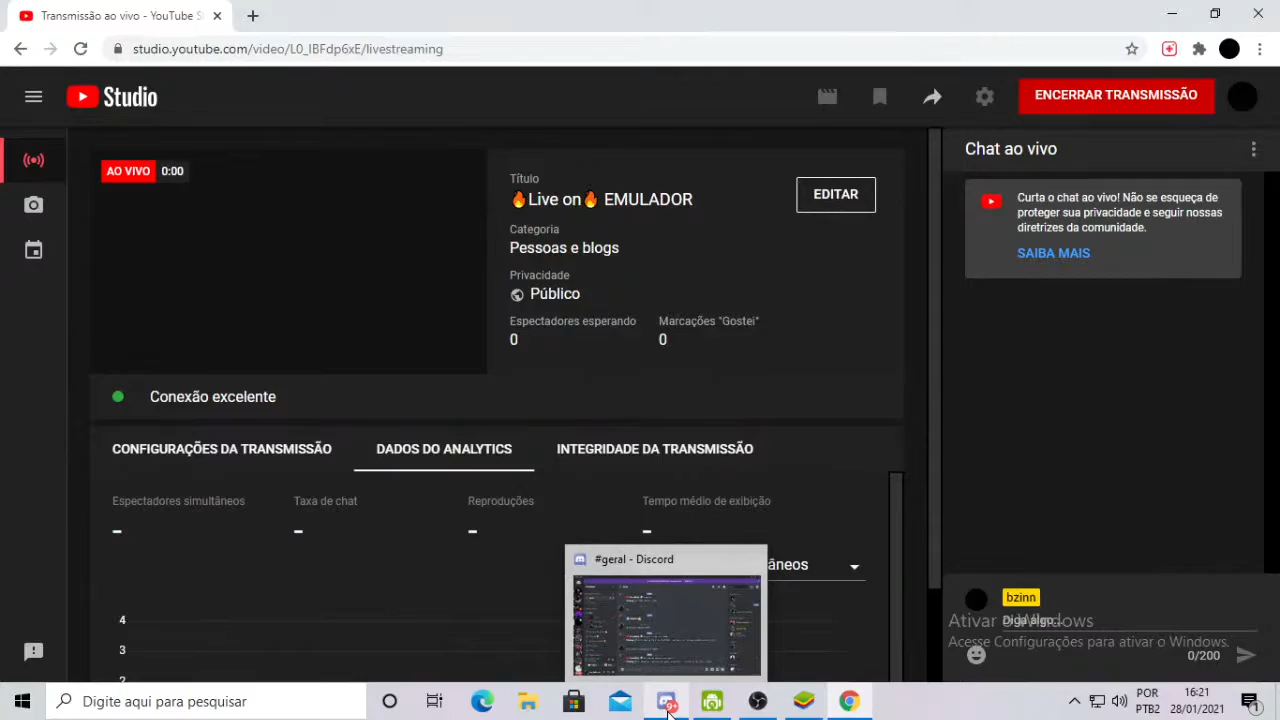 Transmissão ao vivo - YouTube S
studio.youtube.com/video/L0_IBFdp6xE/livestreaming
Studio
ENCERRAR TRANSMISSÃO
AO VIVO 0:00
Título
🔥Live on🔥 EMULADOR
EDITAR
Categoria
Pessoas e blogs
Privacidade
Público
Espectadores esperando
0
Marcações "Gostei"
0
Conexão excelente
CONFIGURAÇÕES DA TRANSMISSÃO
DADOS DO ANALYTICS
INTEGRIDADE DA TRANSMISSÃO
Espectadores simultâneos
–
Taxa de chat
–
Reproduções
–
Tempo médio de exibição
–
âneos
4
3
2
#geral - Discord
Chat ao vivo
Curta o chat ao vivo! Não se esqueça de
proteger sua privacidade e seguir nossas
diretrizes da comunidade.
SAIBA MAIS
bzinn
Diga algo...
Ativar o Windows
Acesse Configurações para ativar o Windows.
0/200
Digite aqui para pesquisar
9+
POR
PTB2
16:21
28/01/2021
1